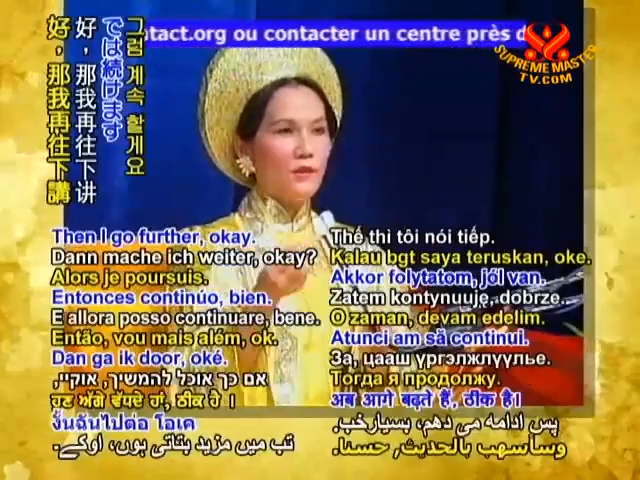 ntact.org ou contacter un centre près d
SUPREME MASTER
TV.COM
好，那我再往下講
好，那我再往下讲
では続けます
그럼 계속 할게요
Then I go further, okay.
Dann mache ich weiter, okay?
Alors je poursuis.
Entonces continúo, bien.
E allora posso continuare, bene.
Então, vou mais além, ok.
Dan ga ik door, oké.
אם כך אוכל להמשיך, אוקיי,
ਹੁਣ ਅੱਗੇ ਵੱਧਦੇ ਹਾਂ, ਠੀਕ ਹੈ।
งั้นฉันไปต่อ โอเค
تب میں مزید بتاتی ہوں، اوکے۔
Thế thi tôi nói tiếp.
Kalau bgt saya teruskan, oke.
Akkor folytatom, jól van.
Zatem kontynuuję, dobrze.
O zaman, devam edelim.
Atunci am să continui.
За, цааш үргэлжлүүлье.
Тогда я продолжу.
अब आगे बढ़ते हैं, ठीक है।
پس ادامه می دهم، بسیارخب.
وسأسهب بالحديث, حسنا.